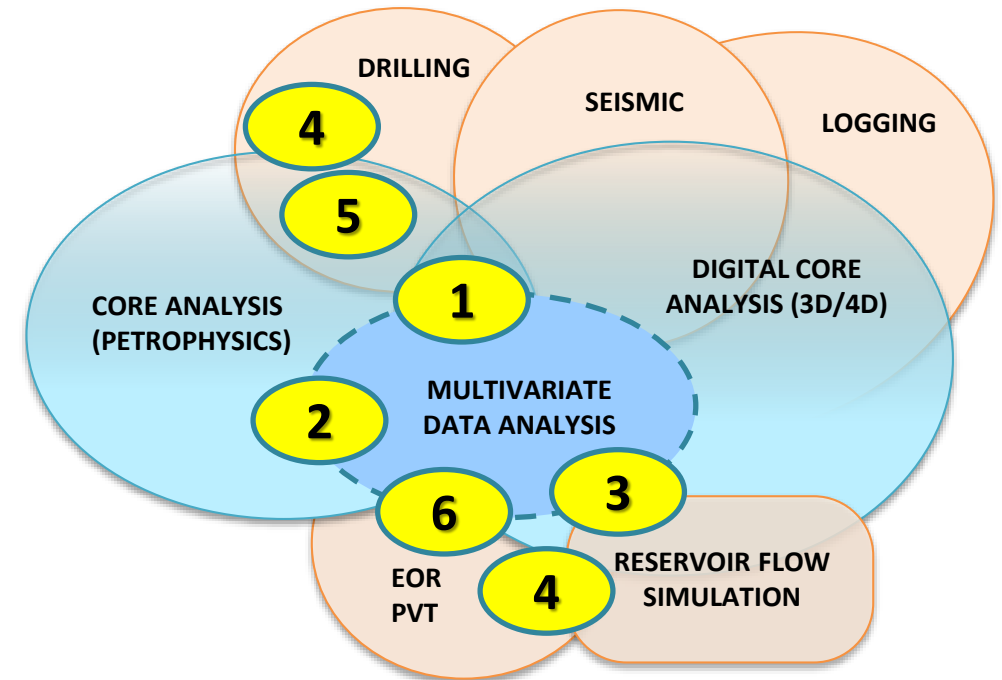 DRILLING
SEISMIC
LOGGING
4
5
1
CORE ANALYSIS
(PETROPHYSICS)
DIGITAL CORE
ANALYSIS (3D/4D)
MULTIVARIATE
DATA ANALYSIS
2
3
6
EOR
PVT
4
RESERVOIR FLOW
SIMULATION